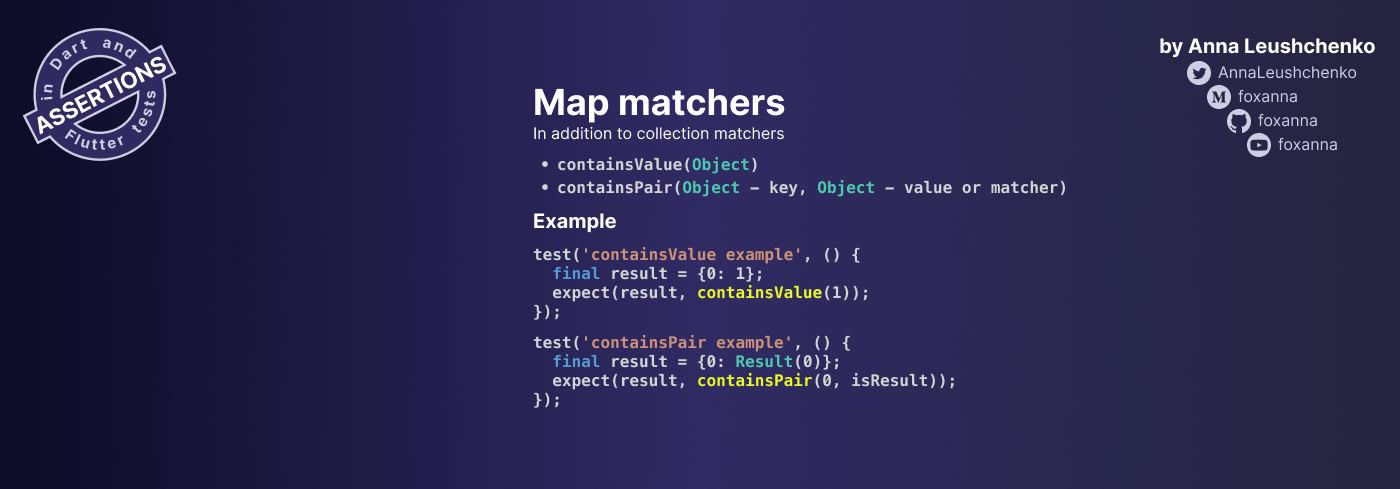 in Dart and
ASSERTIONS
Flutter tests
by Anna Leushchenko
AnnaLeushchenko
foxanna
foxanna
foxanna
Map matchers
In addition to collection matchers
• containsValue(Object)
• containsPair(Object – key, Object – value or matcher)
Example
test('containsValue example', () {
  final result = {0: 1};
  expect(result, containsValue(1));
});
test('containsPair example', () {
  final result = {0: Result(0)};
  expect(result, containsPair(0, isResult));
});